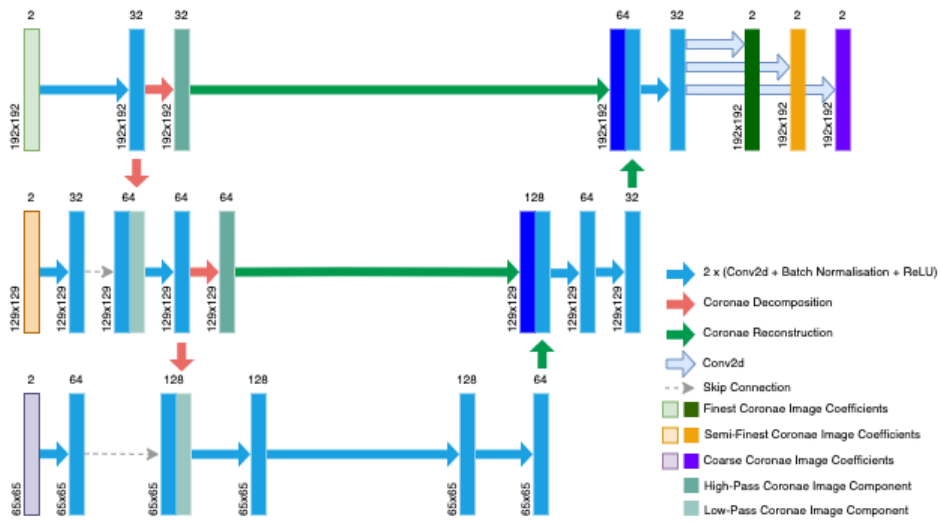 2 32 32 64 32 2 2 2
192x192 192x192 192x192 192x192 192x192 192x192 192x192 192x192
2 32 64 64 64 128 64 32
129x129 129x129 129x129 129x129 129x129 129x129 129x129 129x129
2 64 128 128 128 64
65x65 65x65 65x65 65x65 65x65 65x65
2 x (Conv2d + Batch Normalisation + ReLU)
Coronae Decomposition
Coronae Reconstruction
Conv2d
Skip Connection
Finest Coronae Image Coefficients
Semi-Finest Coronae Image Coefficients
Coarse Coronae Image Coefficients
High-Pass Coronae Image Component
Low-Pass Coronae Image Component